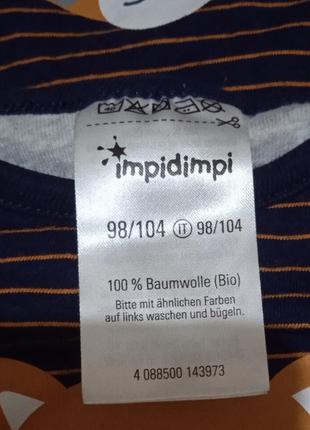 impidimpi
98/104 IT 98/104
100 % Baumwolle (Bio)
Bitte mit ähnlichen Farben
auf links waschen und bügeln.
4 088500 143973